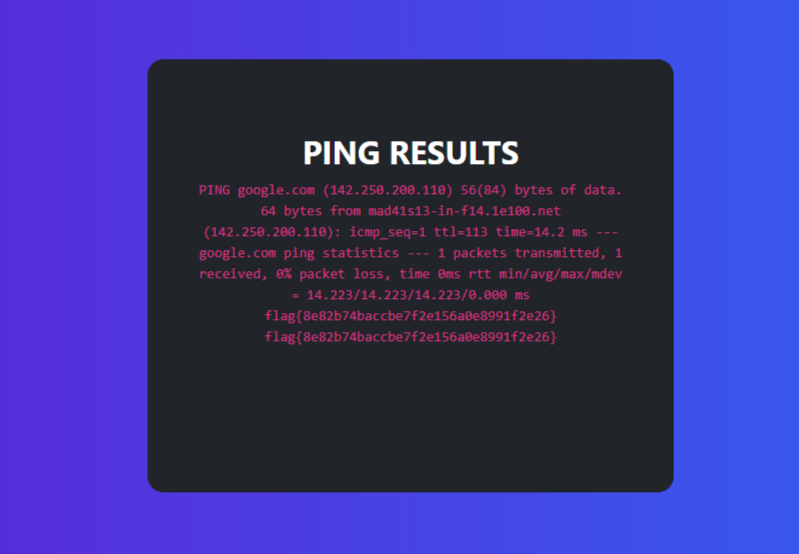 PING RESULTS
PING google.com (142.250.200.110) 56(84) bytes of data.
64 bytes from mad41s13-in-f14.1e100.net
(142.250.200.110): icmp_seq=1 ttl=113 time=14.2 ms ---
google.com ping statistics --- 1 packets transmitted, 1
received, 0% packet loss, time 0ms rtt min/avg/max/mdev
= 14.223/14.223/14.223/0.000 ms
flag{8e82b74baccbe7f2e156a0e8991f2e26}
flag{8e82b74baccbe7f2e156a0e8991f2e26}